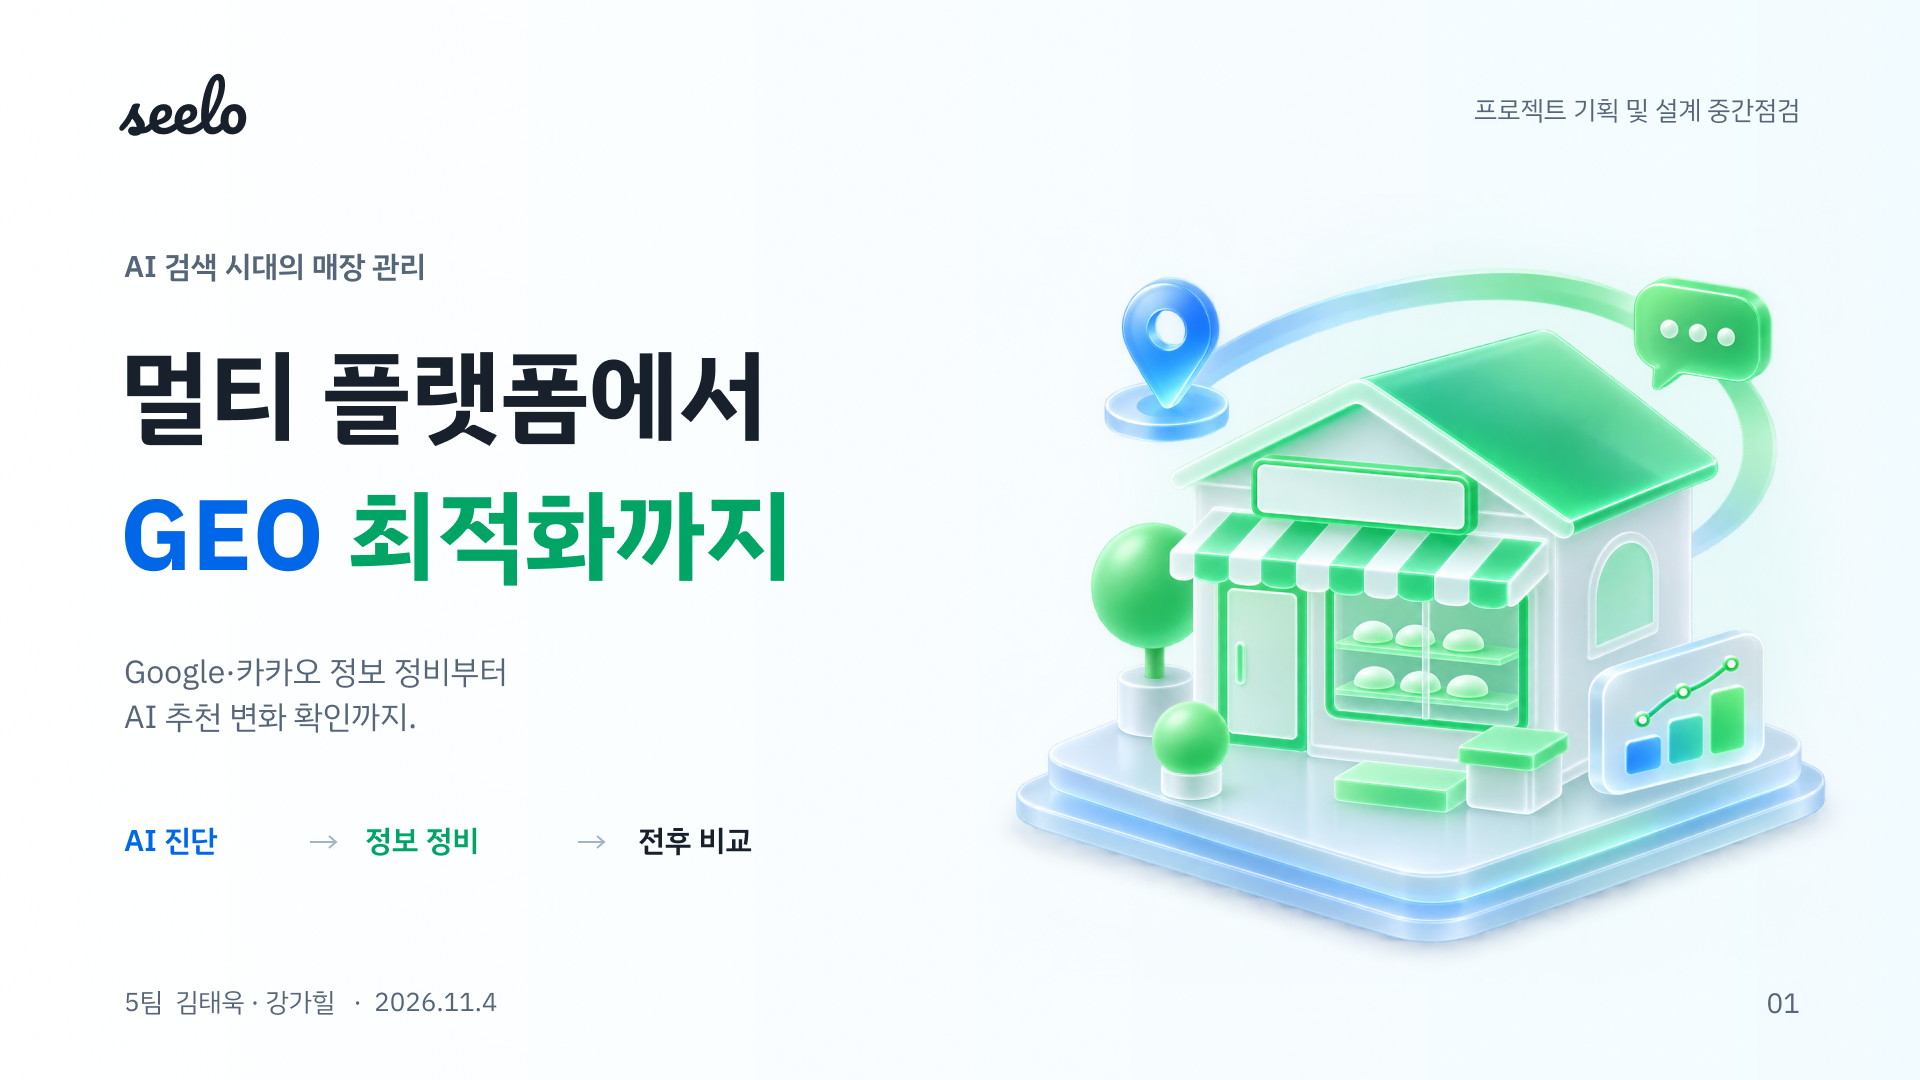 seelo
프로젝트 기획 및 설계 중간점검
AI 검색 시대의 매장 관리
멀티 플랫폼에서
GEO 최적화까지
Google·카카오 정보 정비부터
AI 추천 변화 확인까지.
AI 진단 → 정보 정비 → 전후 비교
5팀 김태욱 · 강가힐 · 2026.11.4
01